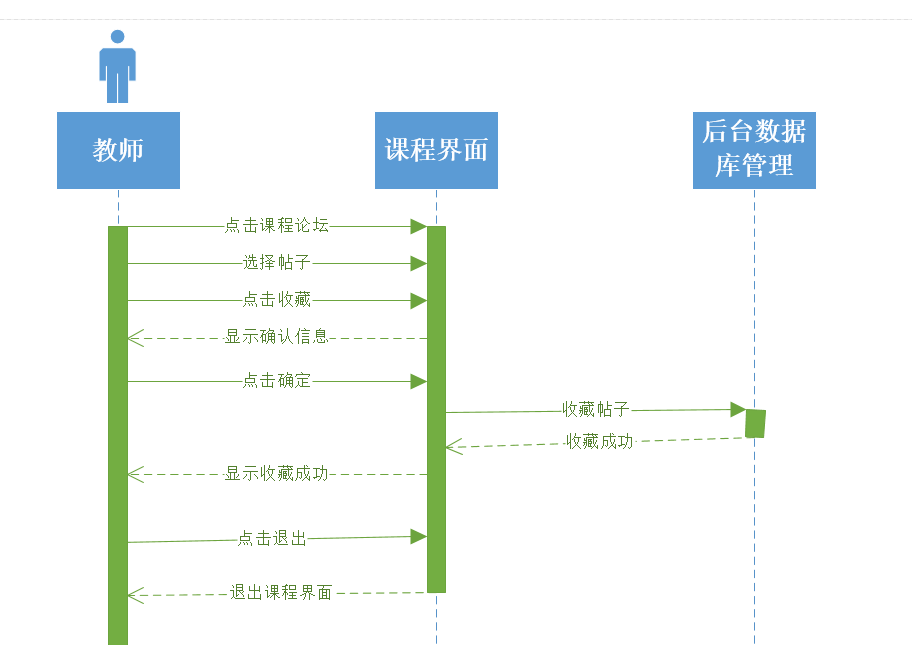 教师
课程界面
后台数据
库管理
点击课程论坛
选择帖子
点击收藏
显示确认信息
点击确定
收藏帖子
收藏成功
显示收藏成功
点击退出
退出课程界面